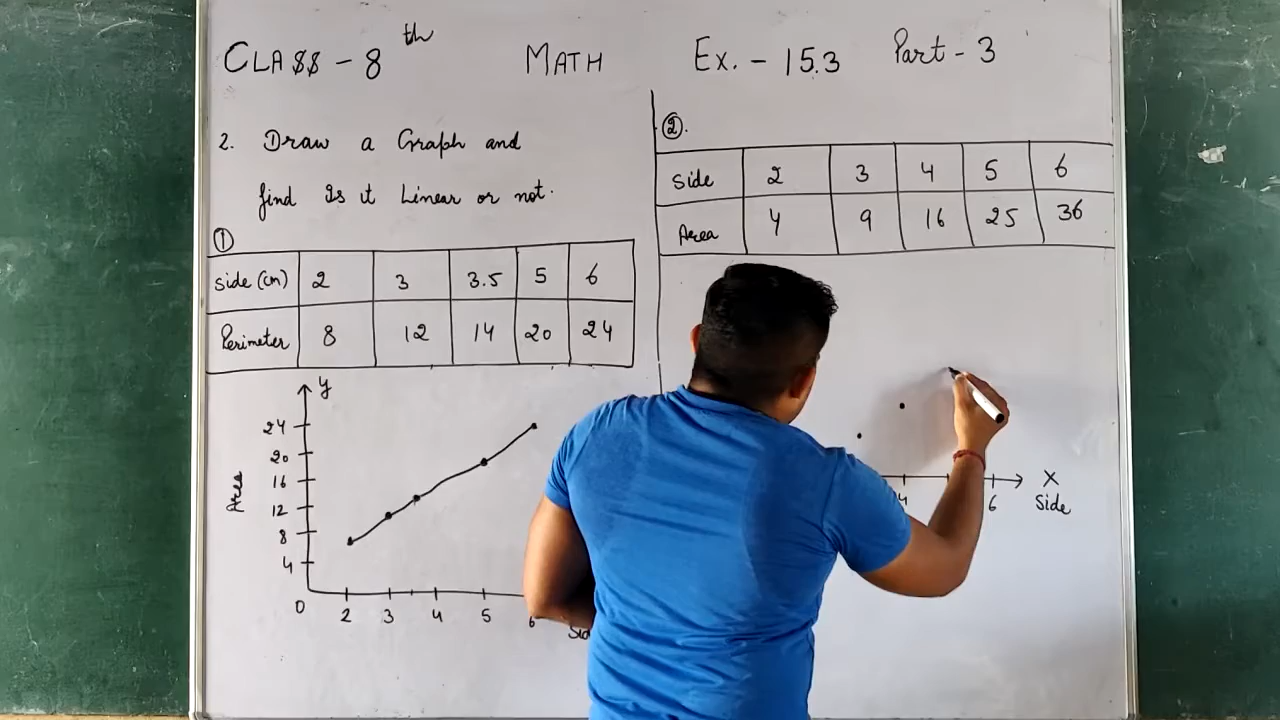 CLASS - 8th MATH Ex. - 15.3 Part - 3
2. Draw a Graph and
find Is it Linear or not.
①
Side (cm) 2 3 3.5 5 6
Perimeter 8 12 14 20 24
y
24
20
16
12
8
4
0 2 3 4 5 6
Area
②.
Side 2 3 4 5 6
Area 4 9 16 25 36
X
4 6 Side